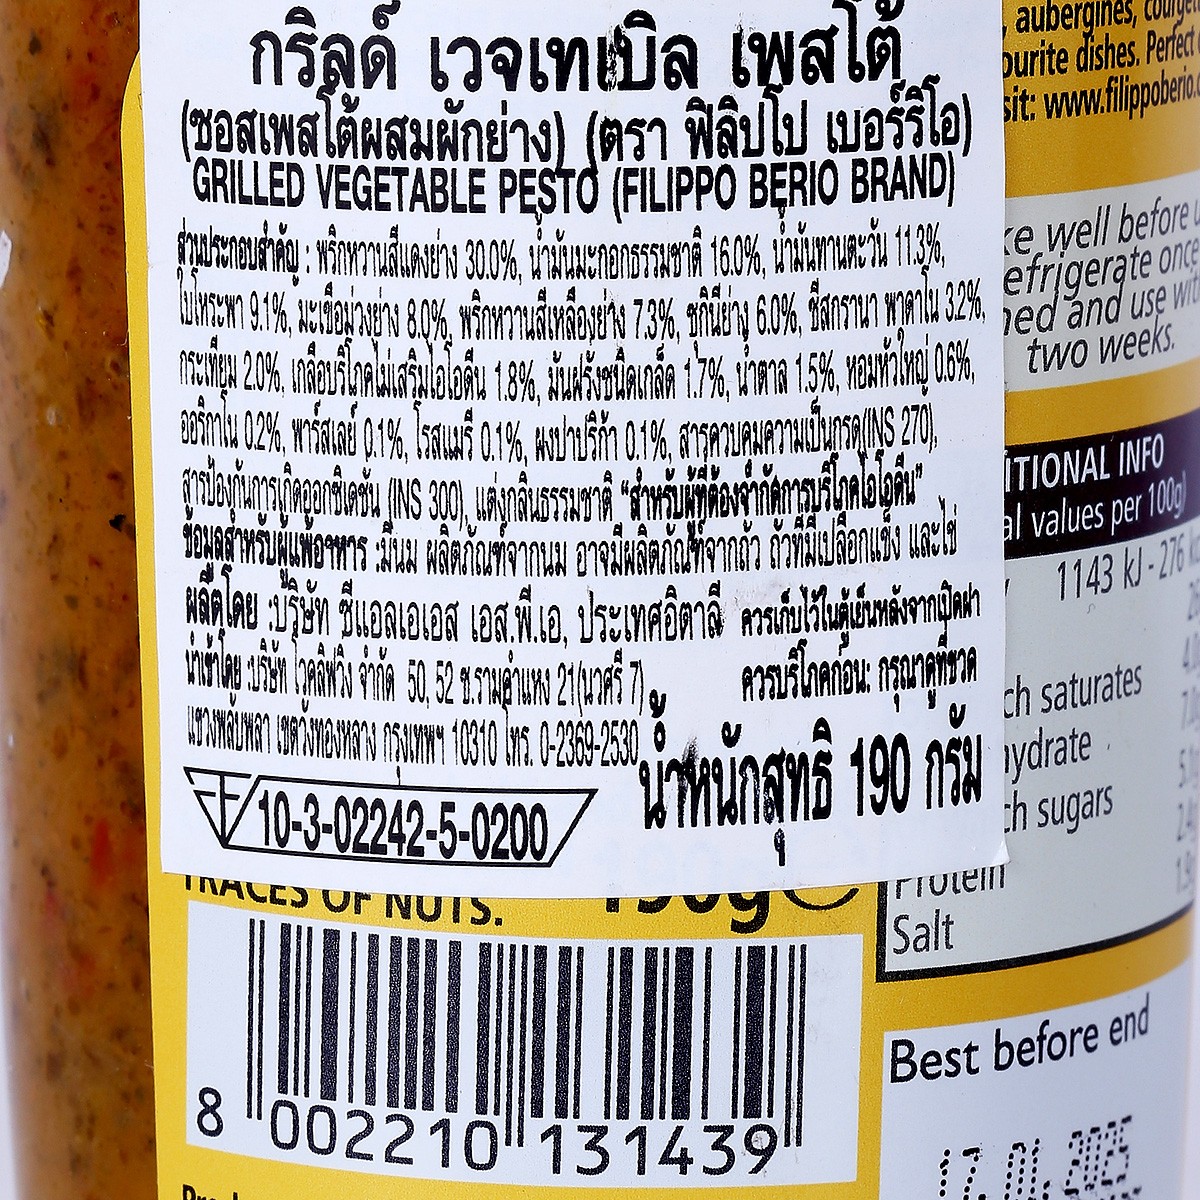 กริลด์ เวจเทเบิล เพสโต้
(ซอสเพสโต้ผสมผักย่าง) (ตรา ฟิลิปโป เบอร์ริโอ)
GRILLED VEGETABLE PESTO (FILIPPO BERIO BRAND)
ส่วนประกอบสำคัญ : พริกหวานสีแดงย่าง 30.0%, น้ำมันมะกอกธรรมชาติ 16.0%, น้ำมันทานตะวัน 11.3%,
ใบโหระพา 9.1%, มะเขือม่วงย่าง 8.0%, พริกหวานสีเหลืองย่าง 7.3%, ซุกินีย่าง 6.0%, ชีสกรานา พาดาโน 3.2%,
กระเทียม 2.0%, เกลือบริโภคไม่เสริมไอโอดีน 1.8%, มันฝรั่งชนิดเกล็ด 1.7%, น้ำตาล 1.5%, หอมหัวใหญ่ 0.6%,
ออริกาโน 0.2%, พาร์สเลย์ 0.1%, โรสแมรี่ 0.1%, ผงปาปริก้า 0.1%, สารควบคุมความเป็นกรด(INS 270),
สารป้องกันการเกิดออกซิเดชั่น (INS 300), แต่งกลิ่นธรรมชาติ "สำหรับผู้ที่ต้องจำกัดการบริโภคไอโอดีน"
ข้อมูลสำหรับผู้แพ้อาหาร :มีนม ผลิตภัณฑ์จากนม อาจมีผลิตภัณฑ์จากถั่ว ถั่วที่มีเปลือกแข็ง และไข่
ผลิตโดย :บริษัท ซีแอลเอเอส เอส.พี.เอ, ประเทศอิตาลี ควรเก็บไว้ในตู้เย็นหลังจากเปิดฝา
นำเข้าโดย :บริษัท ไวคลิฟวิง จำกัด 50, 52 ซ.รามคำแหง 21(นวศรี 7) ควรบริโภคก่อน: กรุณาดูที่ขวด
แขวงพลับพลา เขตวังทองหลาง กรุงเทพฯ 10310 โทร. 0-2369-2530
น้ำหนักสุทธิ 190 กรัม
10-3-02242-5-0200
TRACES OF NUTS.
190g
8 002210 131439
, aubergines,
ourite dishes. Perfect
sit: www.filippoberio.
ke well before
efrigerate once
ned and use
two weeks.
ITIONAL INFO
al values per 100g)
1143 kJ - 276
ch saturates
ydrate
ch sugars
Protein
Salt
Best before end
17.01.2025